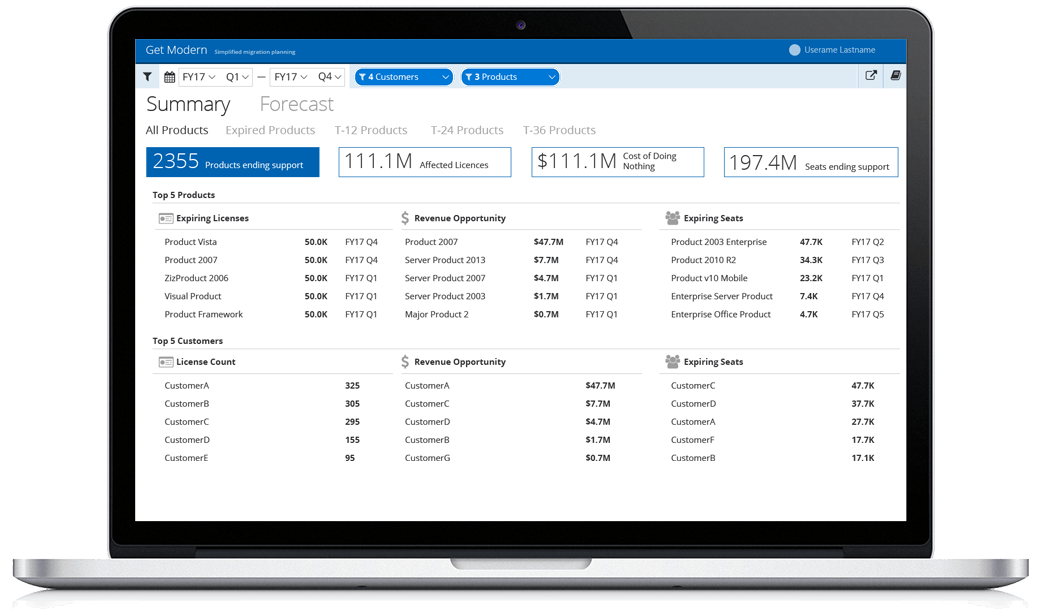 Get Modern Simplified migration planning Userame Lastname
FY17 Q1 — FY17 Q4 4 Customers 3 Products
Summary Forecast
All Products Expired Products T-12 Products T-24 Products T-36 Products
2355 Products ending support 111.1M Affected Licences $111.1M Cost of Doing Nothing 197.4M Seats ending support
Top 5 Products
Expiring Licenses $ Revenue Opportunity Expiring Seats
Product Vista 50.0K FY17 Q4 Product 2007 $47.7M FY17 Q4 Product 2003 Enterprise 47.7K FY17 Q2
Product 2007 50.0K FY17 Q4 Server Product 2013 $7.7M FY17 Q4 Product 2010 R2 34.3K FY17 Q3
ZizProduct 2006 50.0K FY17 Q1 Server Product 2007 $4.7M FY17 Q1 Product v10 Mobile 23.2K FY17 Q1
Visual Product 50.0K FY17 Q1 Server Product 2003 $1.7M FY17 Q1 Enterprise Server Product 7.4K FY17 Q4
Product Framework 50.0K FY17 Q1 Major Product 2 $0.7M FY17 Q1 Enterprise Office Product 4.7K FY17 Q5
Top 5 Customers
License Count $ Revenue Opportunity Expiring Seats
CustomerA 325 CustomerA $47.7M CustomerC 47.7K
CustomerB 305 CustomerC $7.7M CustomerD 37.7K
CustomerC 295 CustomerD $4.7M CustomerA 27.7K
CustomerD 155 CustomerB $1.7M CustomerF 17.7K
CustomerE 95 CustomerG $0.7M CustomerB 17.1K